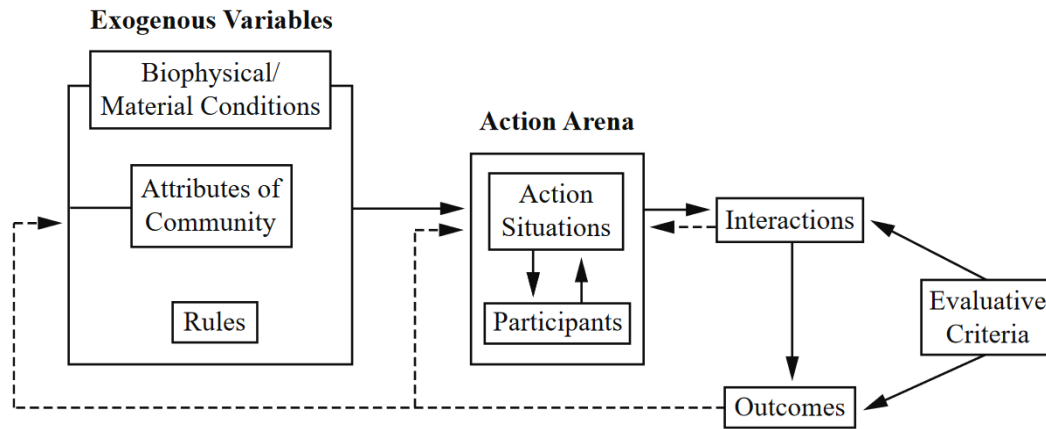 Exogenous Variables
Biophysical/
Material Conditions
Attributes of
Community
Rules
Action Arena
Action
Situations
Participants
Interactions
Outcomes
Evaluative
Criteria